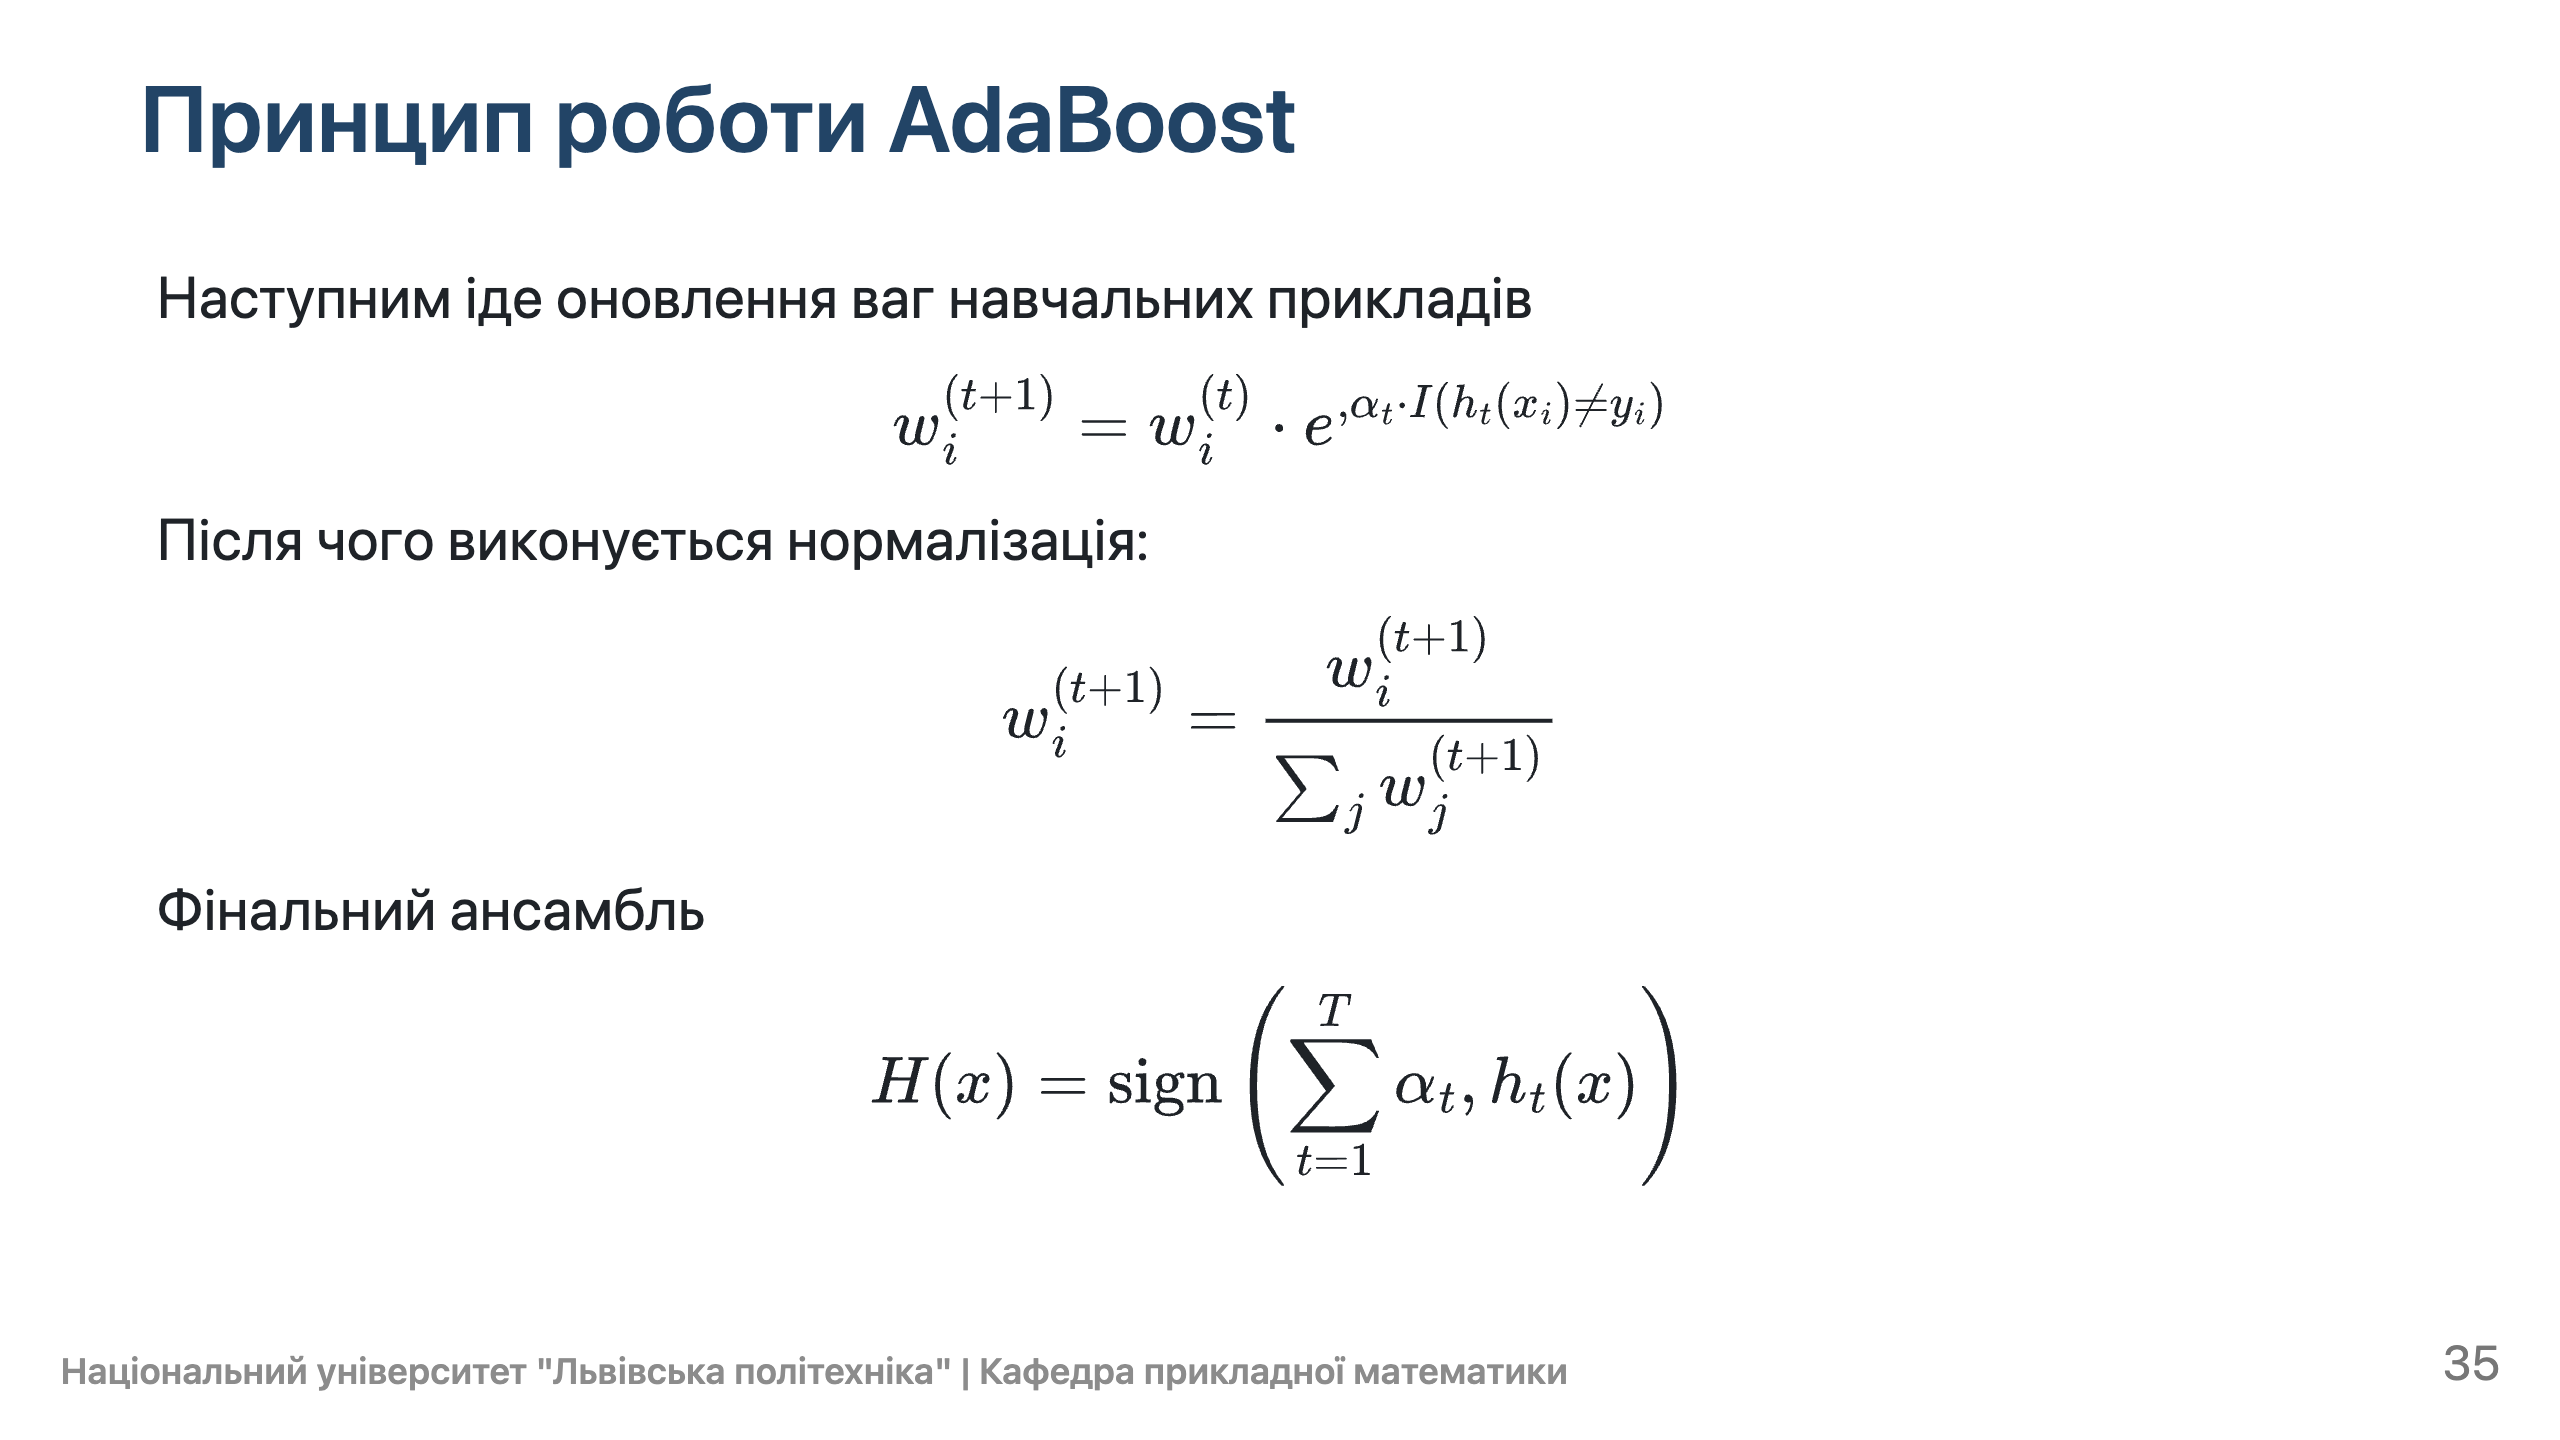 Принцип роботи AdaBoost
Наступним іде оновлення ваг навчальних прикладів
w_i^{(t+1)} = w_i^{(t)} · e^{,α_t·I(h_t(x_i)≠y_i)}
Після чого виконується нормалізація:
w_i^{(t+1)} = \frac{w_i^{(t+1)}}{∑_j w_j^{(t+1)}}
Фінальний ансамбль
H(x) = sign (∑_{t=1}^{T} α_t, h_t(x))
Національний університет "Львівська політехніка" | Кафедра прикладної математики
35